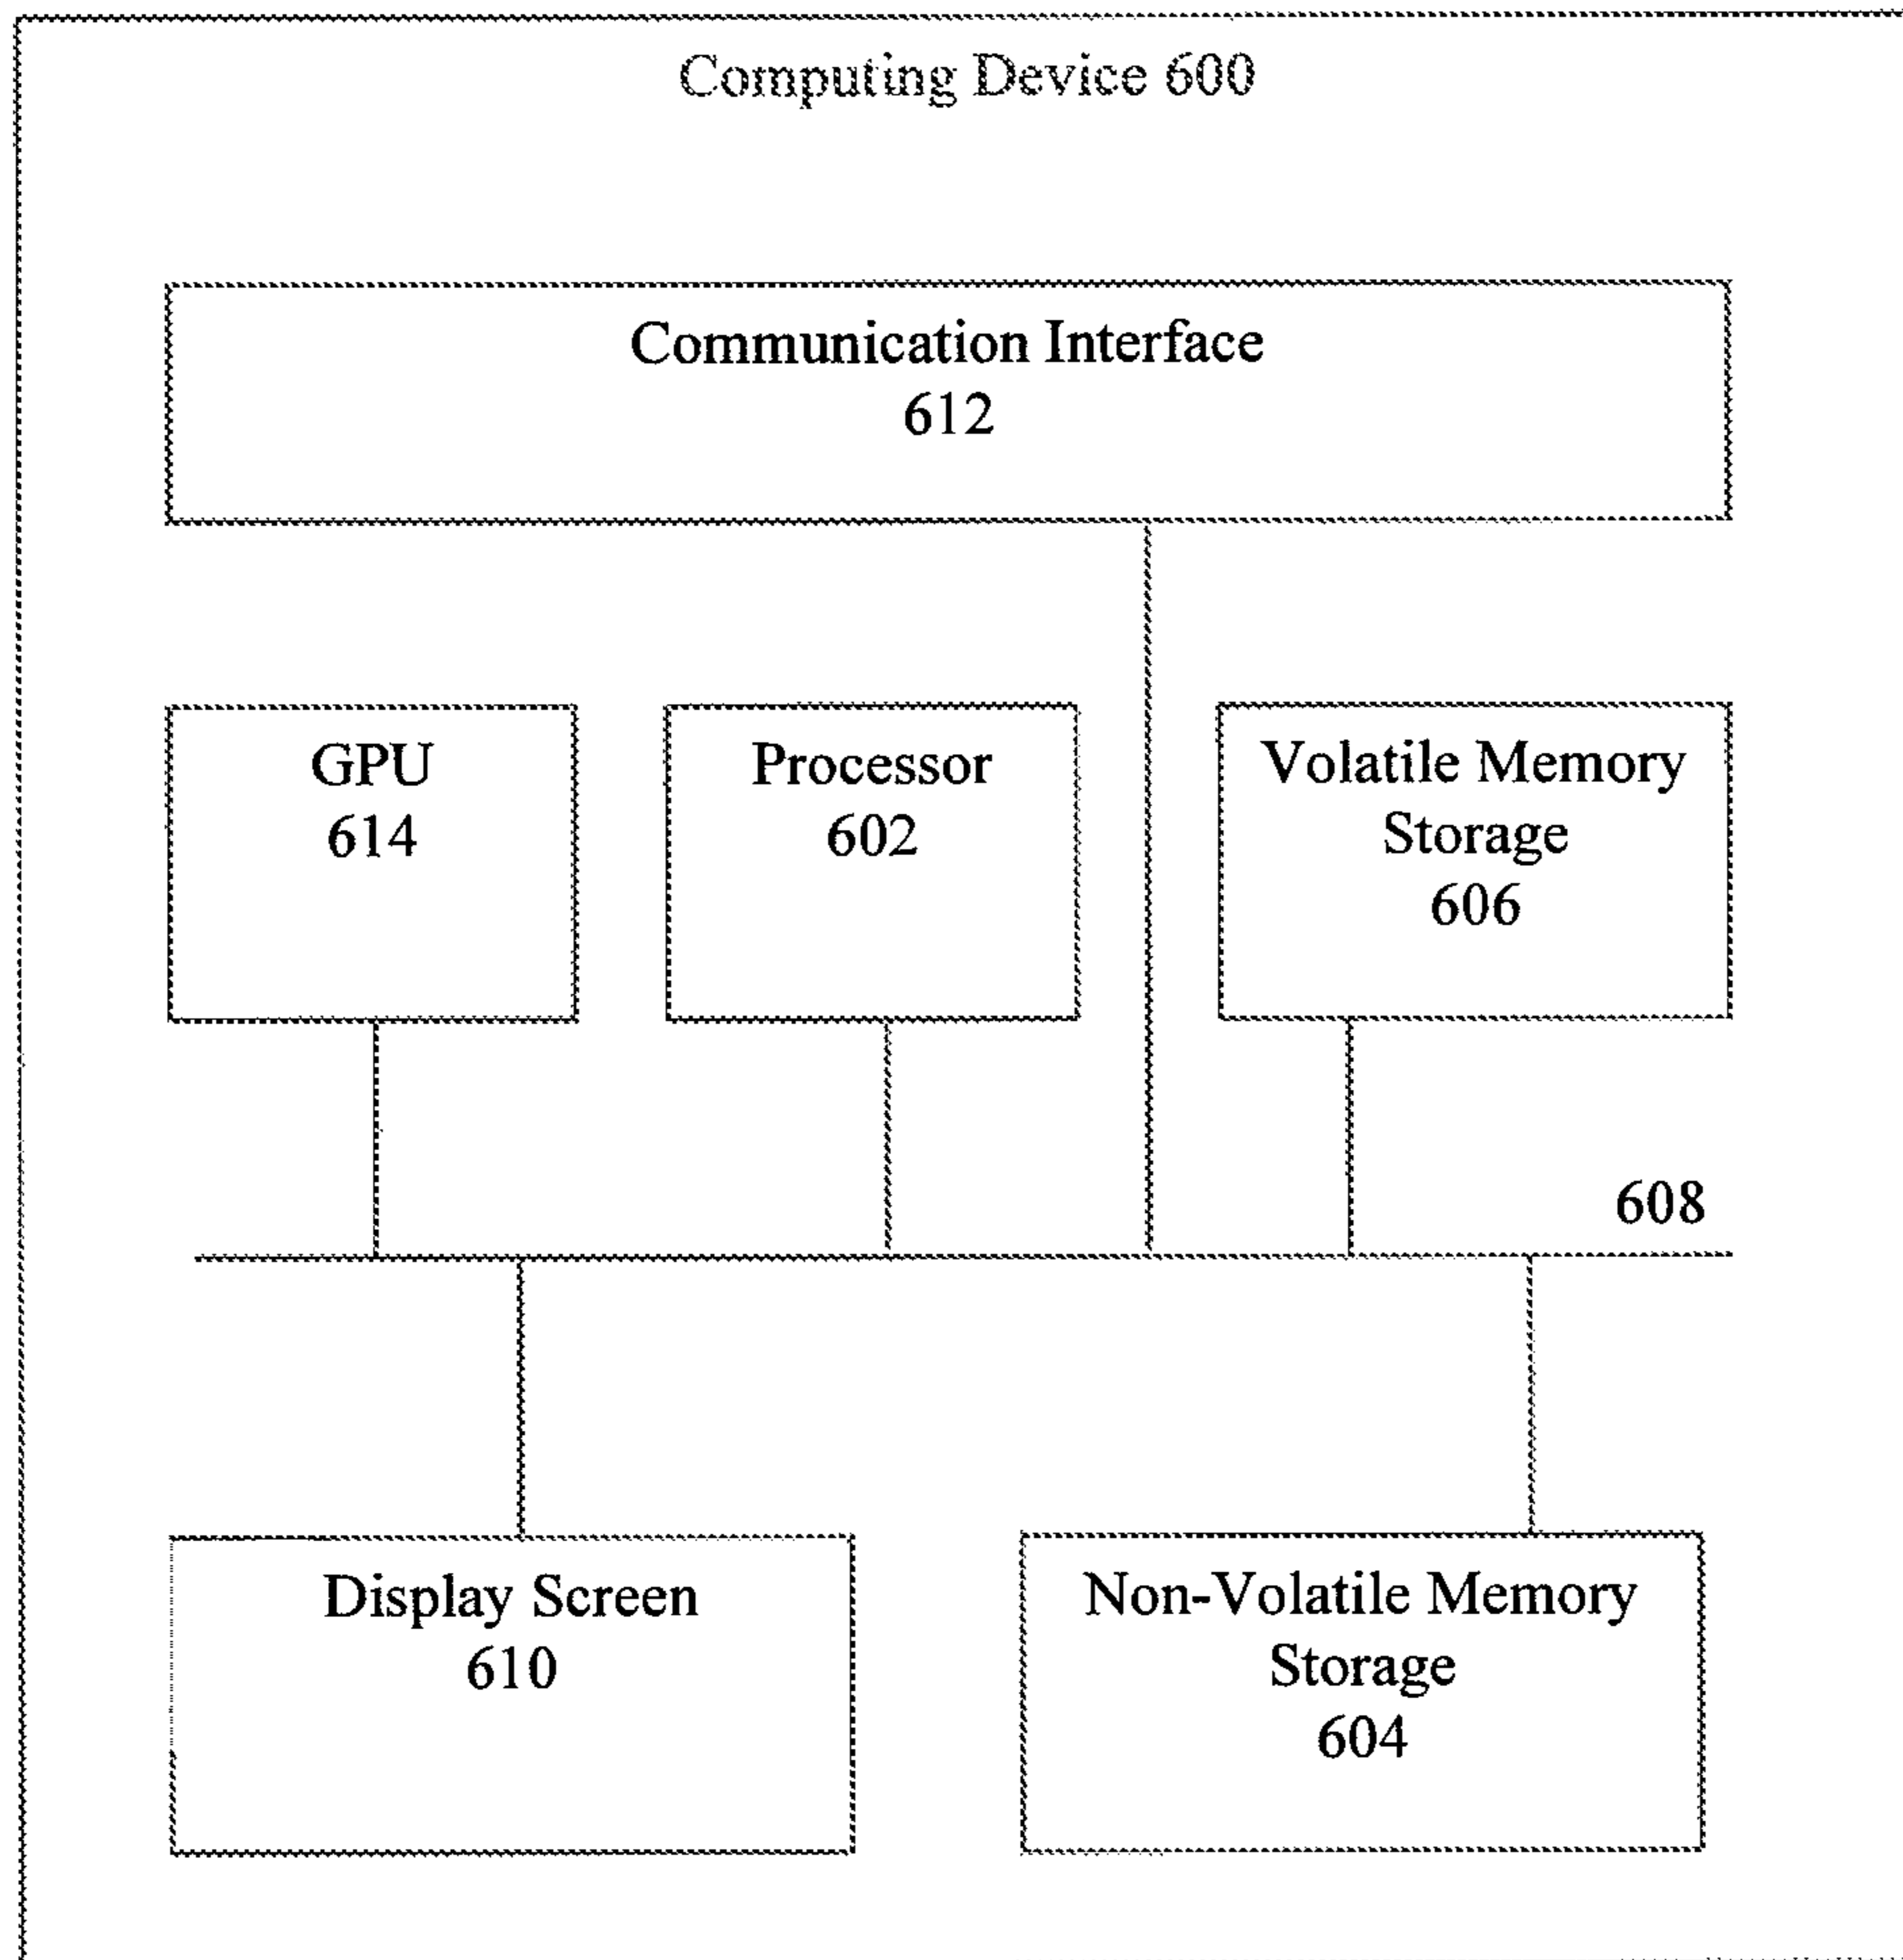 Computing Device 600
Communication Interface
612
GPU
614
Processor
602
Volatile Memory
Storage
606
608
Display Screen
610
Non-Volatile Memory
Storage
604